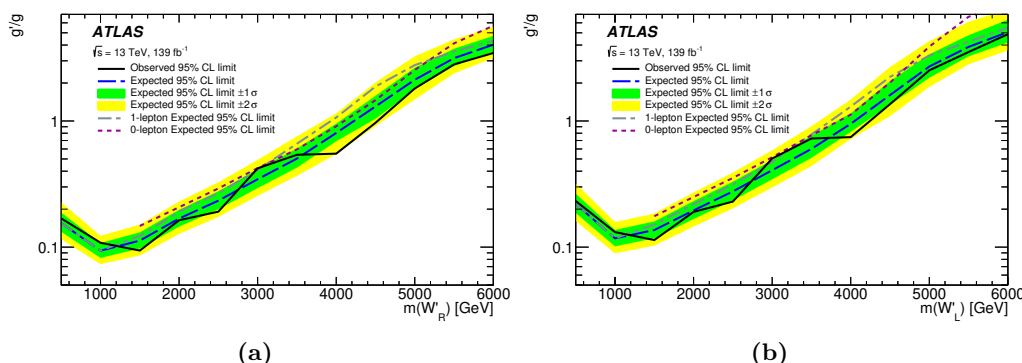 g'/g
ATLAS
√s = 13 TeV, 139 fb⁻¹
Observed 95% CL limit
Expected 95% CL limit
Expected 95% CL limit ±1σ
Expected 95% CL limit ±2σ
1-lepton Expected 95% CL limit
0-lepton Expected 95% CL limit
1
0.1
1000 2000 3000 4000 5000 6000
m(W'_R) [GeV]
(a)
g'/g
ATLAS
√s = 13 TeV, 139 fb⁻¹
Observed 95% CL limit
Expected 95% CL limit
Expected 95% CL limit ±1σ
Expected 95% CL limit ±2σ
1-lepton Expected 95% CL limit
0-lepton Expected 95% CL limit
1
0.1
1000 2000 3000 4000 5000 6000
m(W'_L) [GeV]
(b)